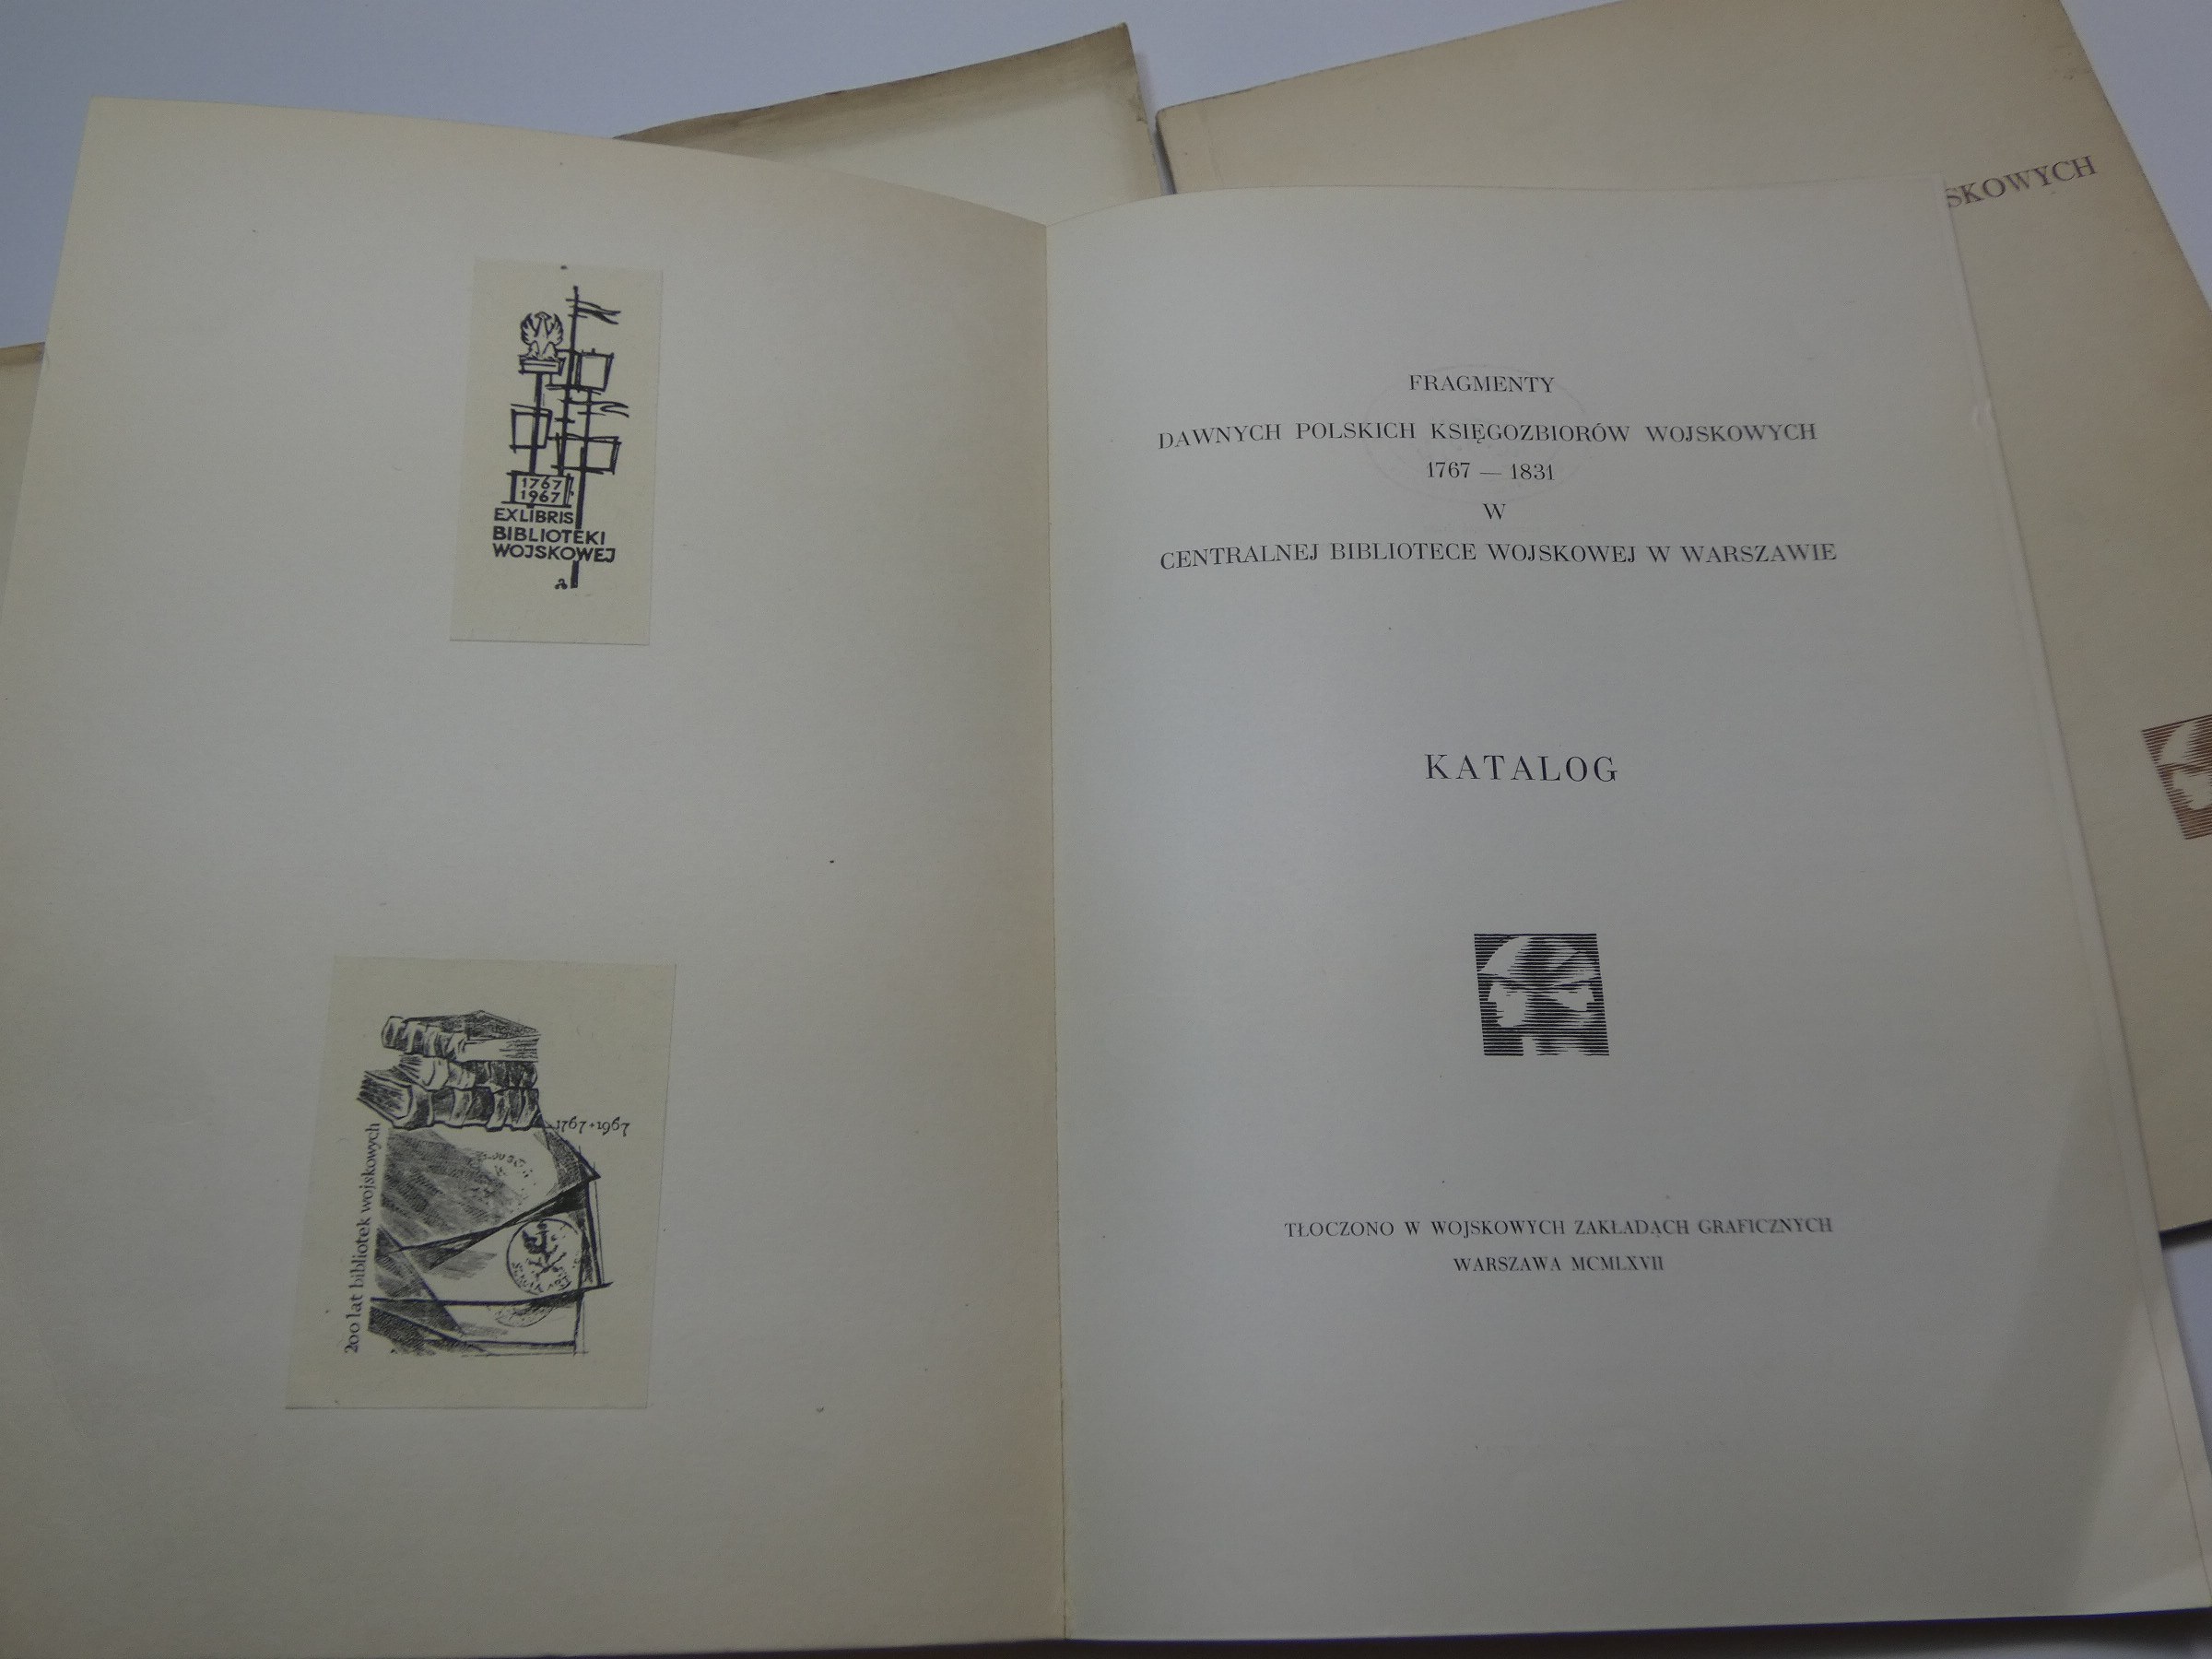 1767
1967
EXLIBRIS
BIBLIOTEKI
WOJSKOWEJ
200 lat bibliotek wojskowych
1767+1967
FRAGMENTY
DAWNYCH POLSKICH KSIĘGOZBIORÓW WOJSKOWYCH
1767 — 1831
W
CENTRALNEJ BIBLIOTECE WOJSKOWEJ W WARSZAWIE
KATALOG
TŁOCZONO W WOJSKOWYCH ZAKŁADACH GRAFICZNYCH
WARSZAWA MCMLXVII
SKOWYCH